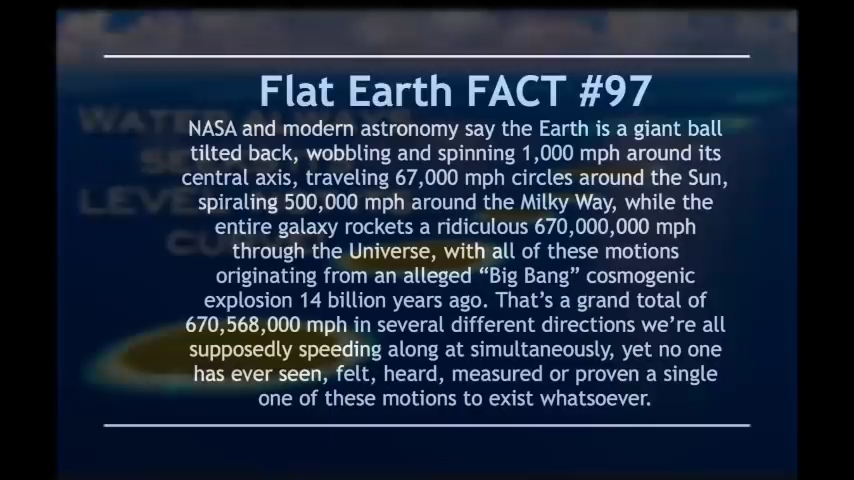 Flat Earth FACT #97
NASA and modern astronomy say the Earth is a giant ball
tilted back, wobbling and spinning 1,000 mph around its
central axis, traveling 67,000 mph circles around the Sun,
spiraling 500,000 mph around the Milky Way, while the
entire galaxy rockets a ridiculous 670,000,000 mph
through the Universe, with all of these motions
originating from an alleged “Big Bang” cosmogenic
explosion 14 billion years ago. That’s a grand total of
670,568,000 mph in several different directions we’re all
supposedly speeding along at simultaneously, yet no one
has ever seen, felt, heard, measured or proven a single
one of these motions to exist whatsoever.